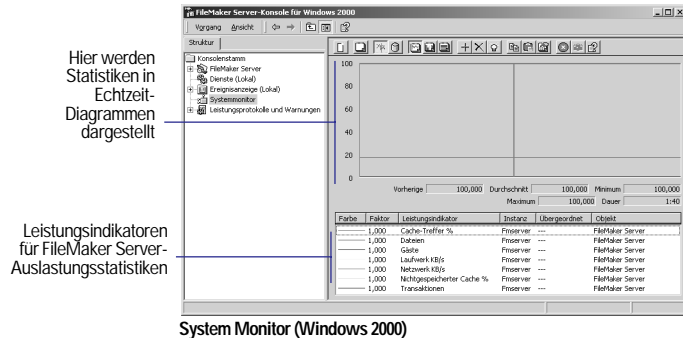 FileMaker Server-Konsole für Windows 2000
Vorgang Ansicht
Struktur
Konsolenstamm
FileMaker Server
Dienste (Lokal)
Ereignisanzeige (Lokal)
Systemmonitor
Leistungsprotokolle und Warnungen
Hier werden
Statistiken in
Echtzeit-
Diagrammen
dargestellt
100
80
60
40
20
0
Vorherige 100,000 Durchschnitt 100,000 Minimum 100,000
Maximum 100,000 Dauer 1:40
Leistungsindikatoren
für FileMaker Server-
Auslastungsstatistiken
Farbe Faktor Leistungsindikator Instanz Übergeordnet Objekt
1,000 Cache-Treffer % Fmserver --- FileMaker Server
1,000 Dateien Fmserver --- FileMaker Server
1,000 Gäste Fmserver --- FileMaker Server
1,000 Laufwerk KB/s Fmserver --- FileMaker Server
1,000 Netzwerk KB/s Fmserver --- FileMaker Server
1,000 Nichtgespeicherter Cache % Fmserver --- FileMaker Server
1,000 Transaktionen Fmserver --- FileMaker Server
System Monitor (Windows 2000)